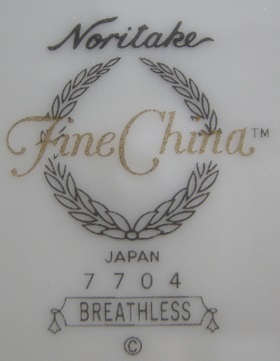 Noritake
Fine China™
JAPAN
7704
BREATHLESS
©